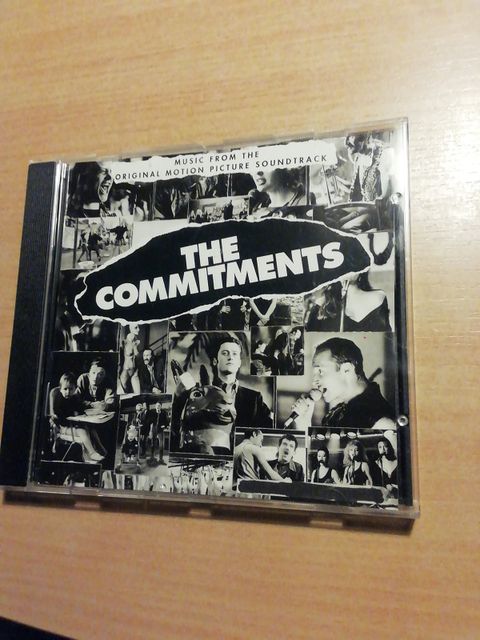 MUSIC FROM THE
ORIGINAL MOTION PICTURE SOUNDTRACK
THE
COMMITMENTS